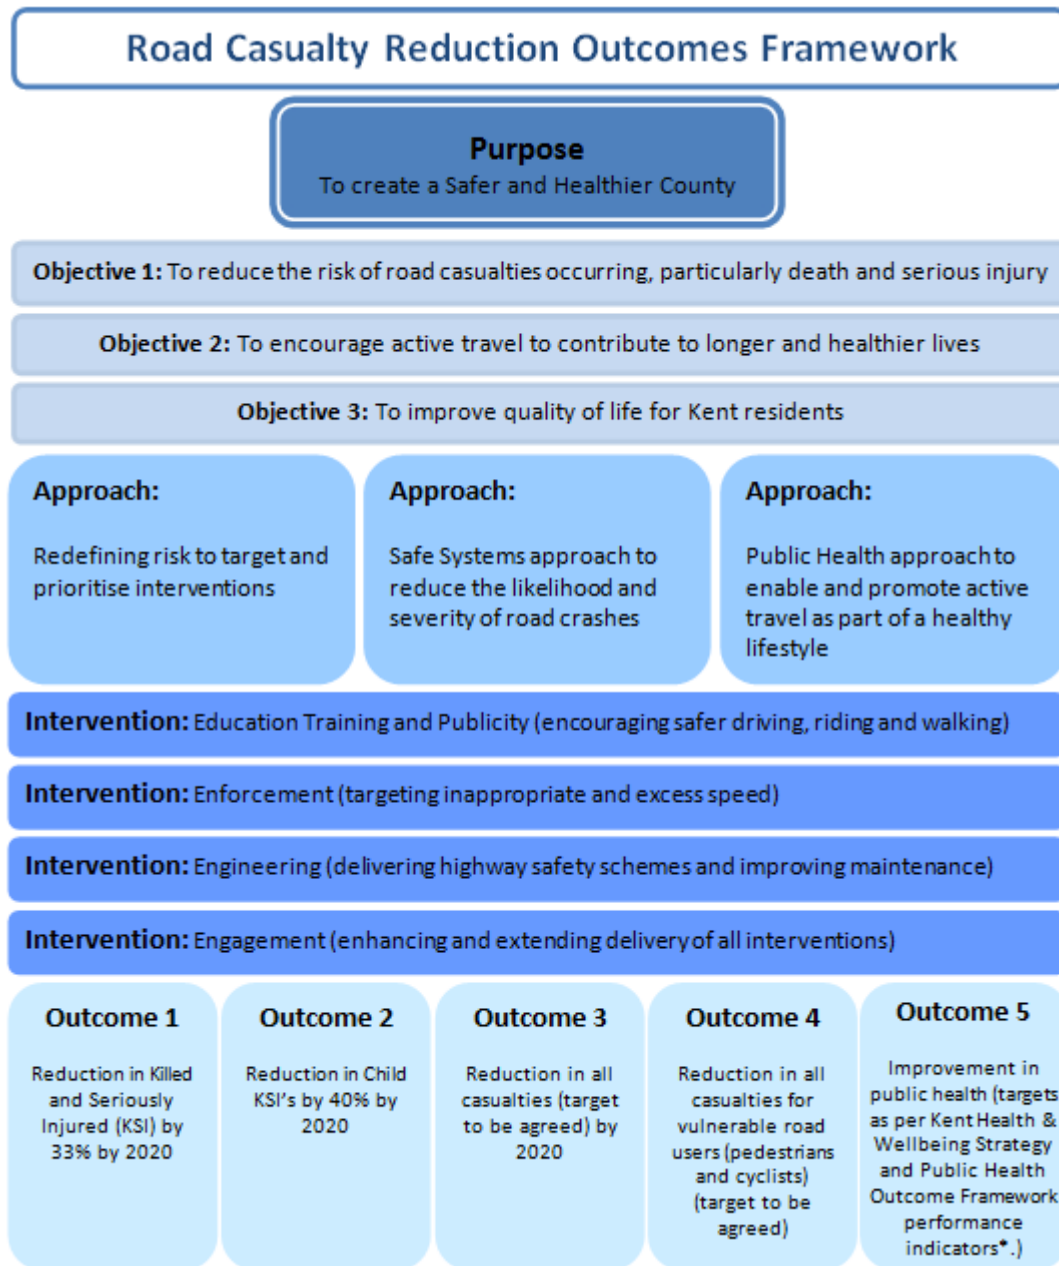 Road Casualty Reduction Outcomes Framework
Purpose
To create a Safer and Healthier County
Objective 1: To reduce the risk of road casualties occurring, particularly death and serious injury
Objective 2: To encourage active travel to contribute to longer and healthier lives
Objective 3: To improve quality of life for Kent residents
Approach:
Redefining risk to target and
prioritise interventions
Approach:
Safe Systems approach to
reduce the likelihood and
severity of road crashes
Approach:
Public Health approach to
enable and promote active
travel as part of a healthy
lifestyle
Intervention: Education Training and Publicity (encouraging safer driving, riding and walking)
Intervention: Enforcement (targeting inappropriate and excess speed)
Intervention: Engineering (delivering highway safety schemes and improving maintenance)
Intervention: Engagement (enhancing and extending delivery of all interventions)
Outcome 1
Reduction in Killed
and Seriously
Injured (KSI) by
33% by 2020
Outcome 2
Reduction in Child
KSI's by 40% by
2020
Outcome 3
Reduction in all
casualties (target
to be agreed) by
2020
Outcome 4
Reduction in all
casualties for
vulnerable road
users (pedestrians
and cyclists)
(target to be
agreed)
Outcome 5
Improvement in
public health (targets
as per Kent Health &
Wellbeing Strategy
and Public Health
Outcome Framework
performance
indicators*.)